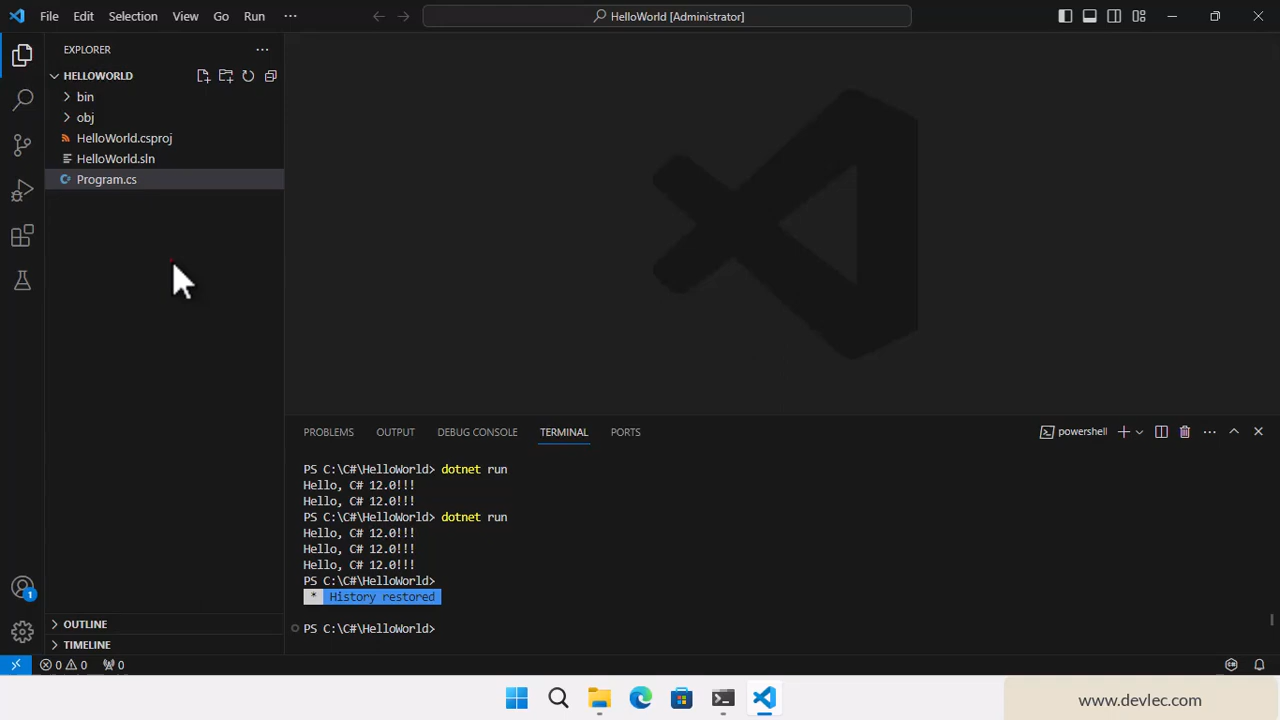 File Edit Selection View Go Run ···
HelloWorld [Administrator]
EXPLORER
HELLOWORLD
bin
obj
HelloWorld.csproj
HelloWorld.sln
Program.cs
PROBLEMS OUTPUT DEBUG CONSOLE TERMINAL PORTS
powershell
PS C:\C#\HelloWorld> dotnet run
Hello, C# 12.0!!!
Hello, C# 12.0!!!
PS C:\C#\HelloWorld> dotnet run
Hello, C# 12.0!!!
Hello, C# 12.0!!!
Hello, C# 12.0!!!
PS C:\C#\HelloWorld>
* History restored
PS C:\C#\HelloWorld>
1
OUTLINE
TIMELINE
0 0 0
www.devlec.com